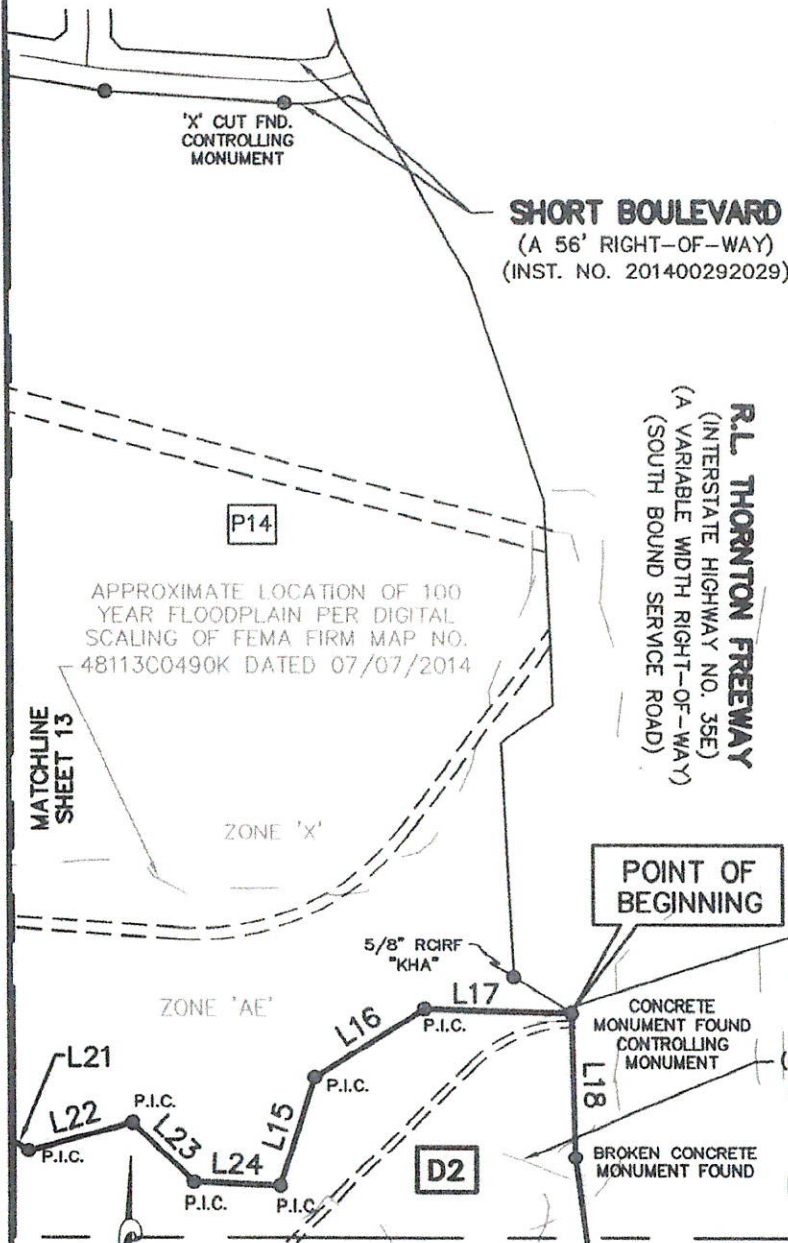 'X' CUT FND.
CONTROLLING
MONUMENT
SHORT BOULEVARD
(A 56' RIGHT-OF-WAY)
(INST. NO. 201400292029)
R.L. THORNTON FREEWAY
(INTERSTATE HIGHWAY NO. 35E)
(A VARIABLE WIDTH RIGHT-OF-WAY)
(SOUTH BOUND SERVICE ROAD)
P14
APPROXIMATE LOCATION OF 100
YEAR FLOODPLAIN PER DIGITAL
SCALING OF FEMA FIRM MAP NO.
48113C0490K DATED 07/07/2014
MATCHLINE
SHEET 13
ZONE 'X'
POINT OF
BEGINNING
5/8" RCIRF
"KHA"
ZONE 'AE'
L17
P.I.C.
CONCRETE
MONUMENT FOUND
CONTROLLING
MONUMENT
L16
P.I.C.
L21
L22
P.I.C.
P.I.C.
L23
L24
P.I.C.
L15
P.I.C.
L18
D2
BROKEN CONCRETE
MONUMENT FOUND